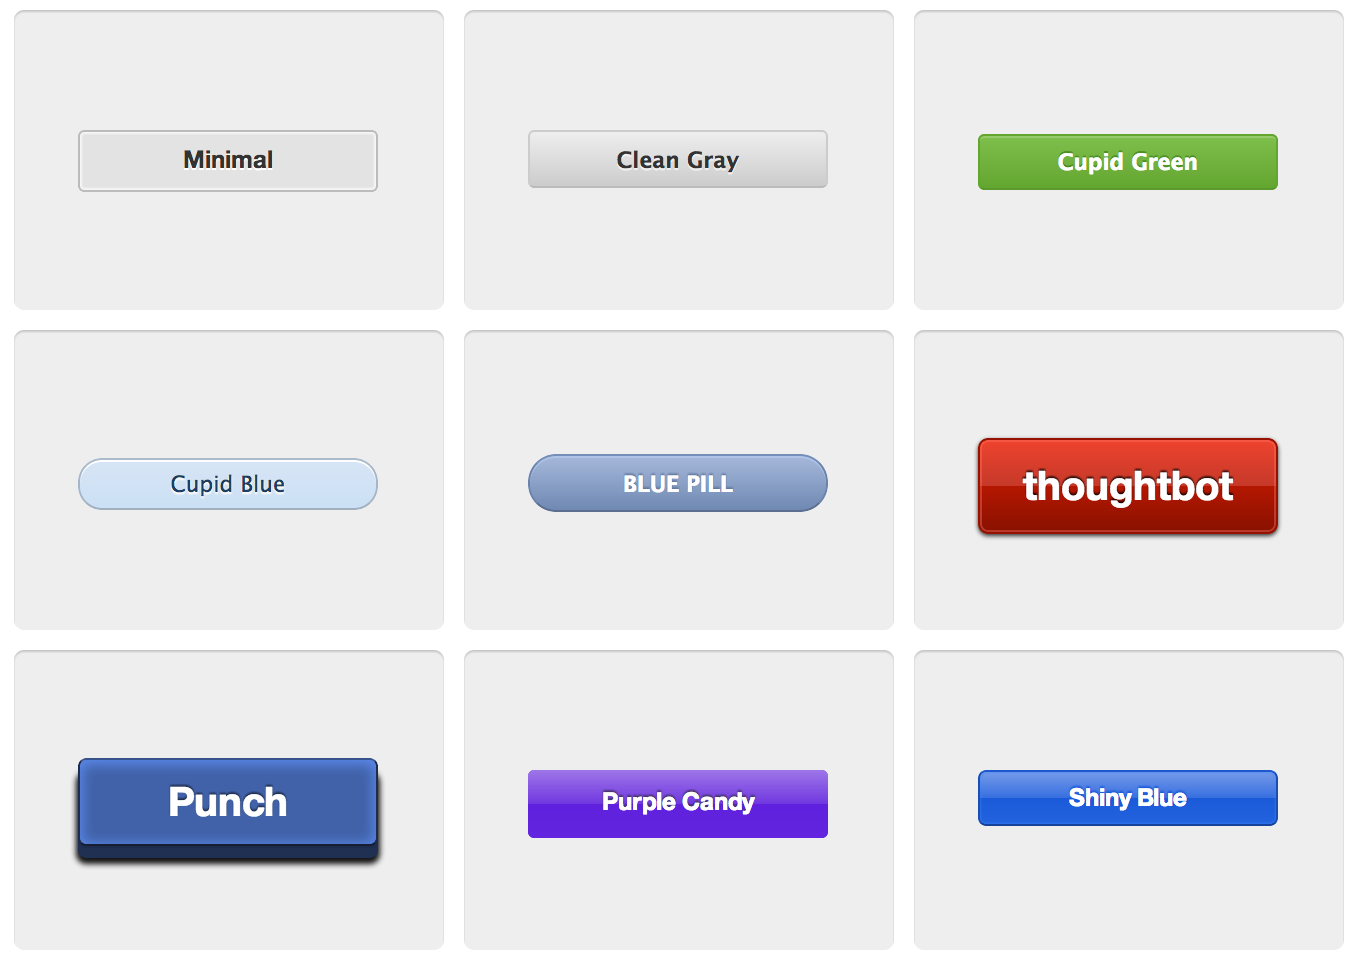 Minimal
Clean Gray
Cupid Green
Cupid Blue
BLUE PILL
thoughtbot
Punch
Purple Candy
Shiny Blue